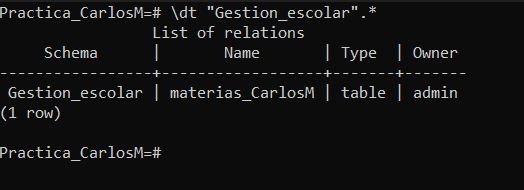 Practica_CarlosM=# \dt "Gestion_escolar".*
                 List of relations
     Schema      |      Name       | Type  | Owner
-----------------+-----------------+-------+-------
 Gestion_escolar | materias_CarlosM | table | admin
(1 row)

Practica_CarlosM=#